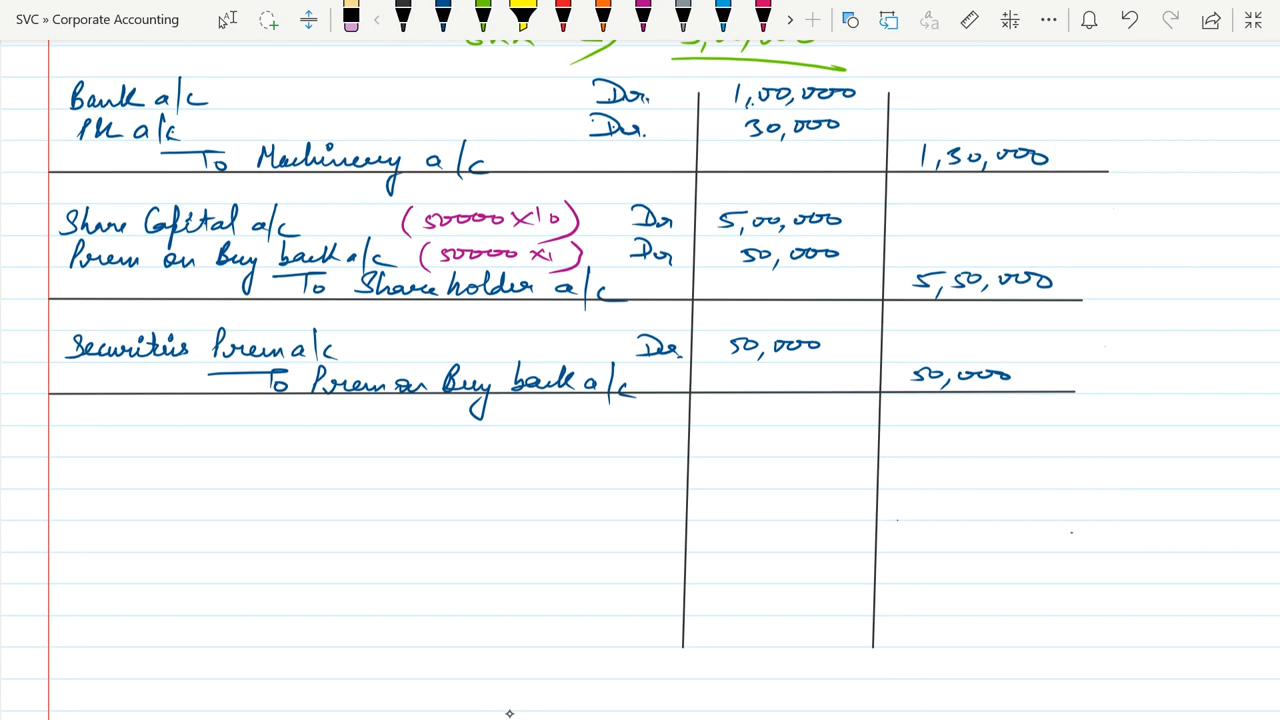 SVC » Corporate Accounting
Bank a/c Dr. 1,00,000
To Machinery a/c 1,30,000
a/c Dr. 30,000
Share Capital a/c (50000 x 10) Dr 5,00,000
Prem on Buy back a/c (50000 x1) Dr 50,000
To Shareholder a/c 5,50,000
Securities Prem a/c Dr. 50,000
To Prem on Buy back a/c 50,000